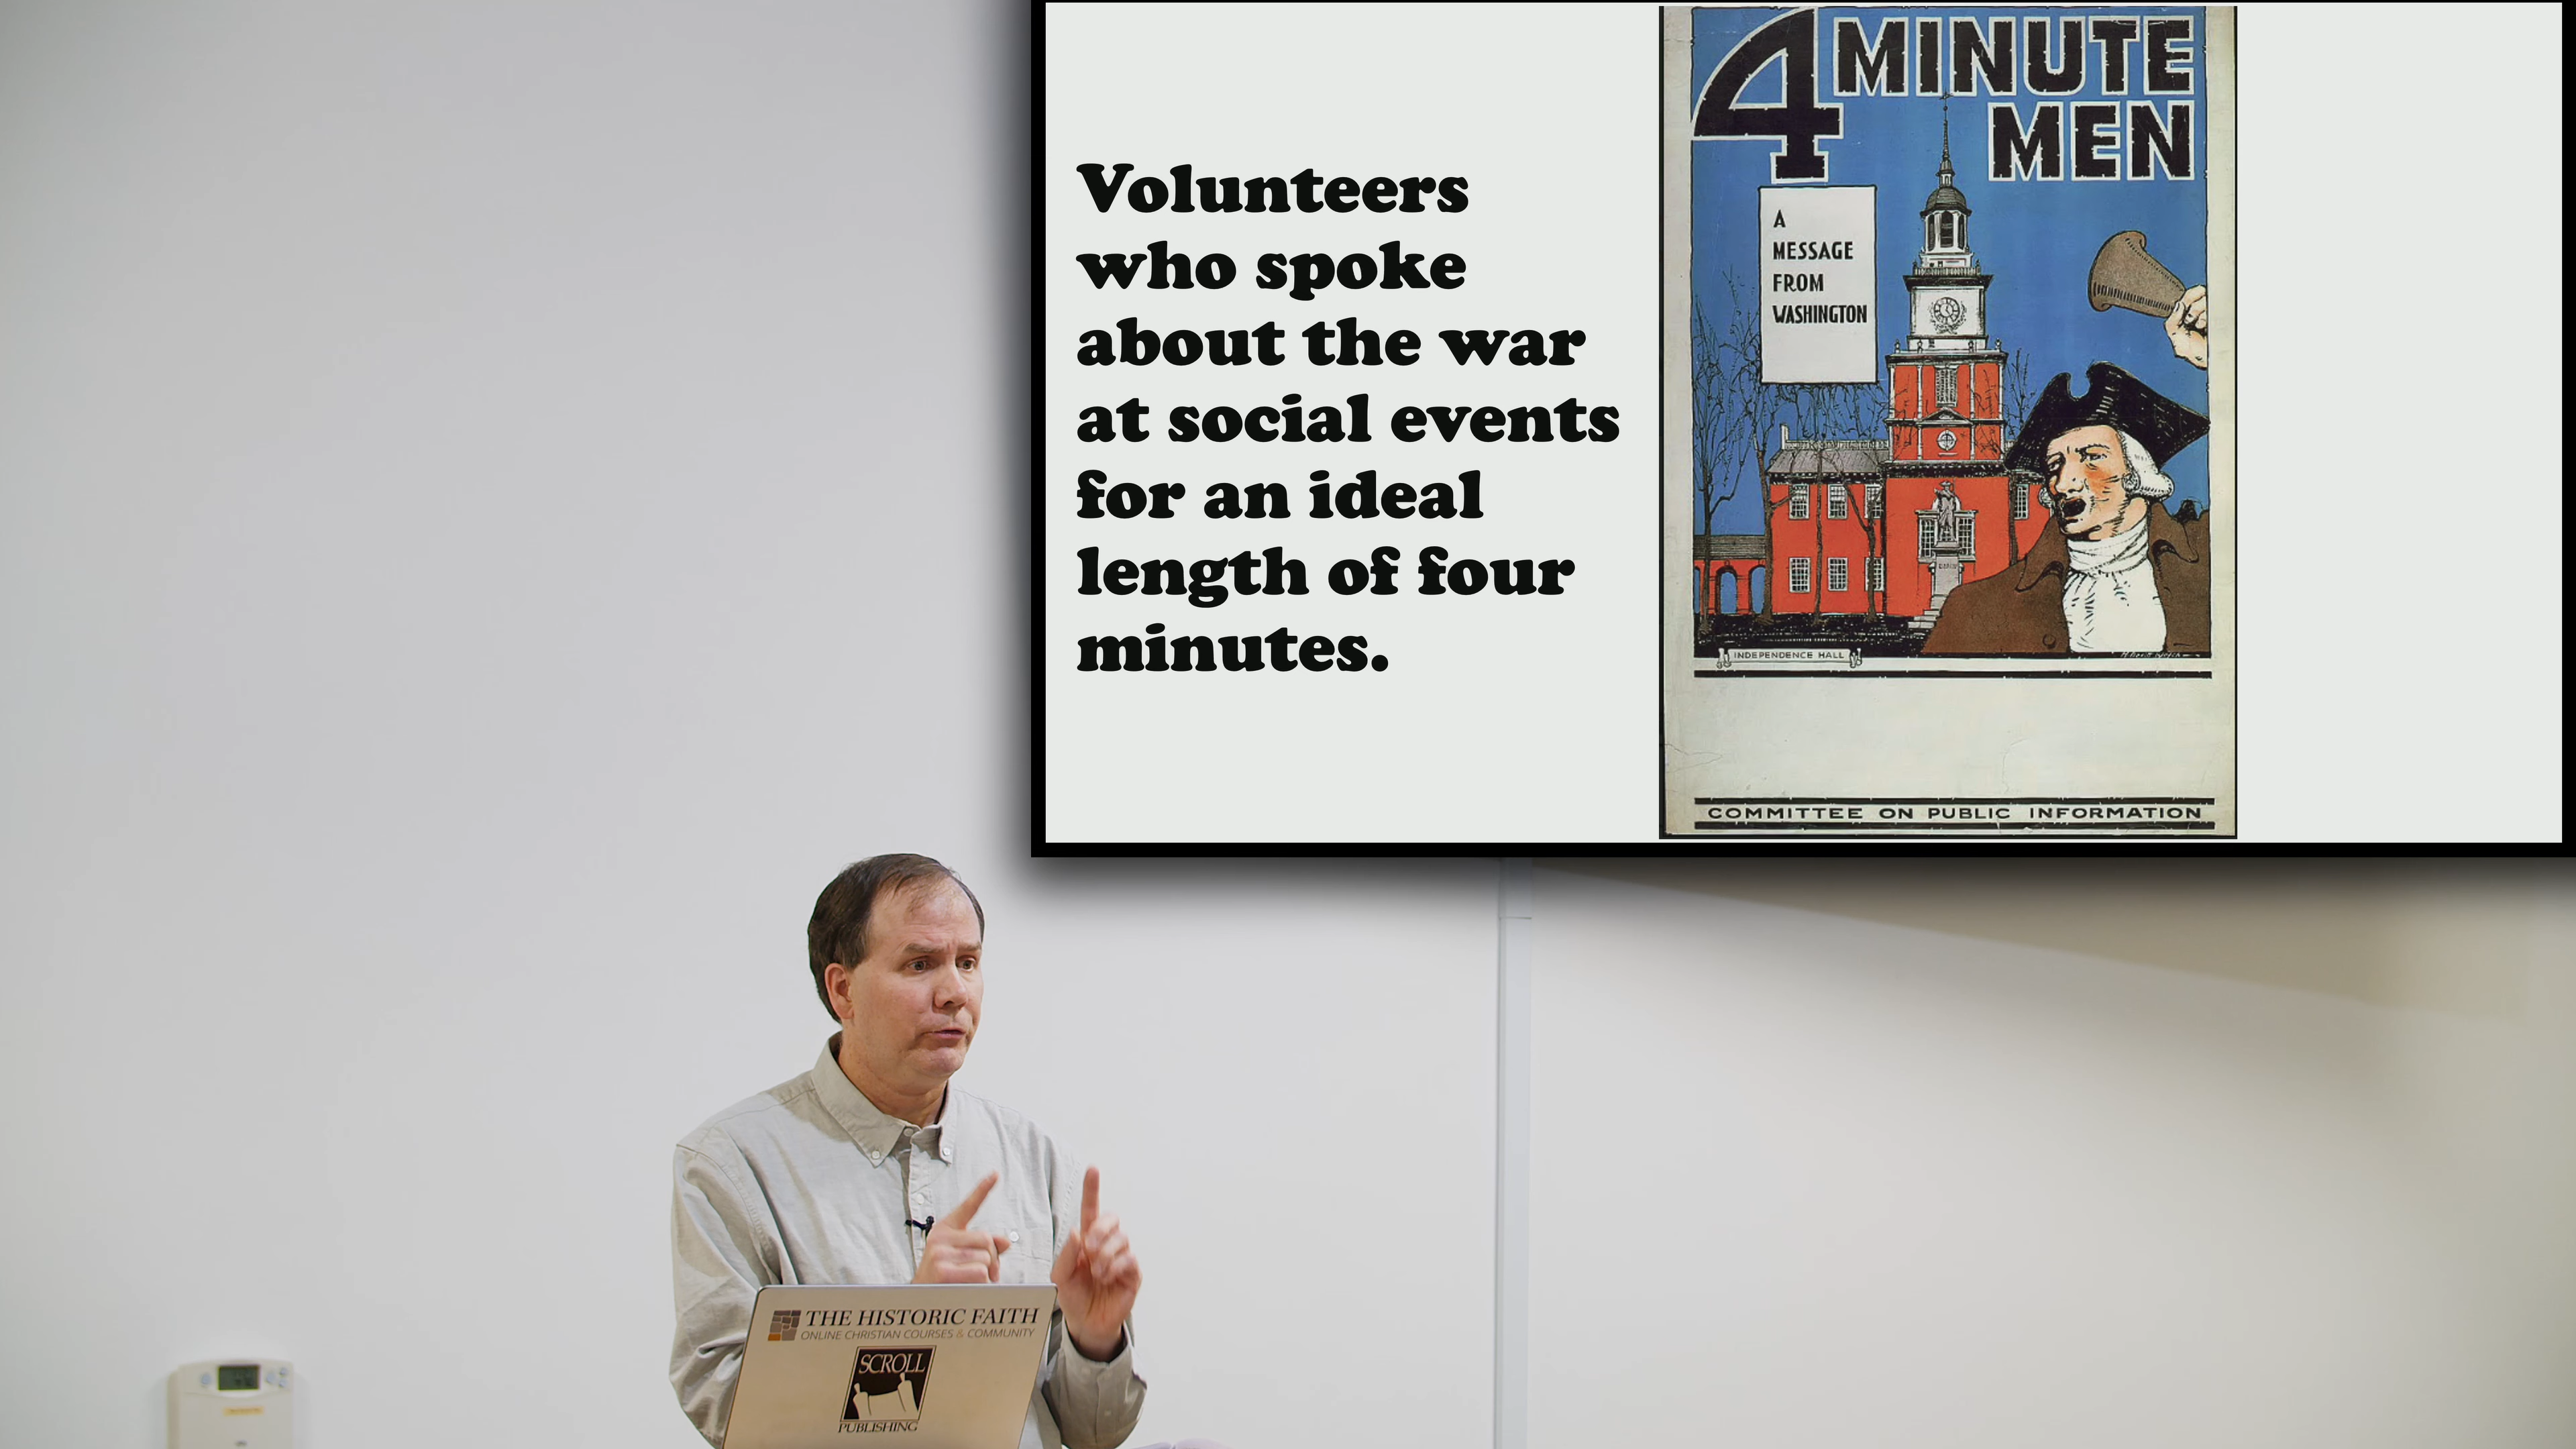 Volunteers
who spoke
about the war
at social events
for an ideal
length of four
minutes.
4 MINUTE
MEN
A
MESSAGE
FROM
WASHINGTON
INDEPENDENCE HALL
COMMITTEE ON PUBLIC INFORMATION
THE HISTORIC FAITH
ONLINE CHRISTIAN COURSES & COMMUNITY
SCROLL
PUBLISHING